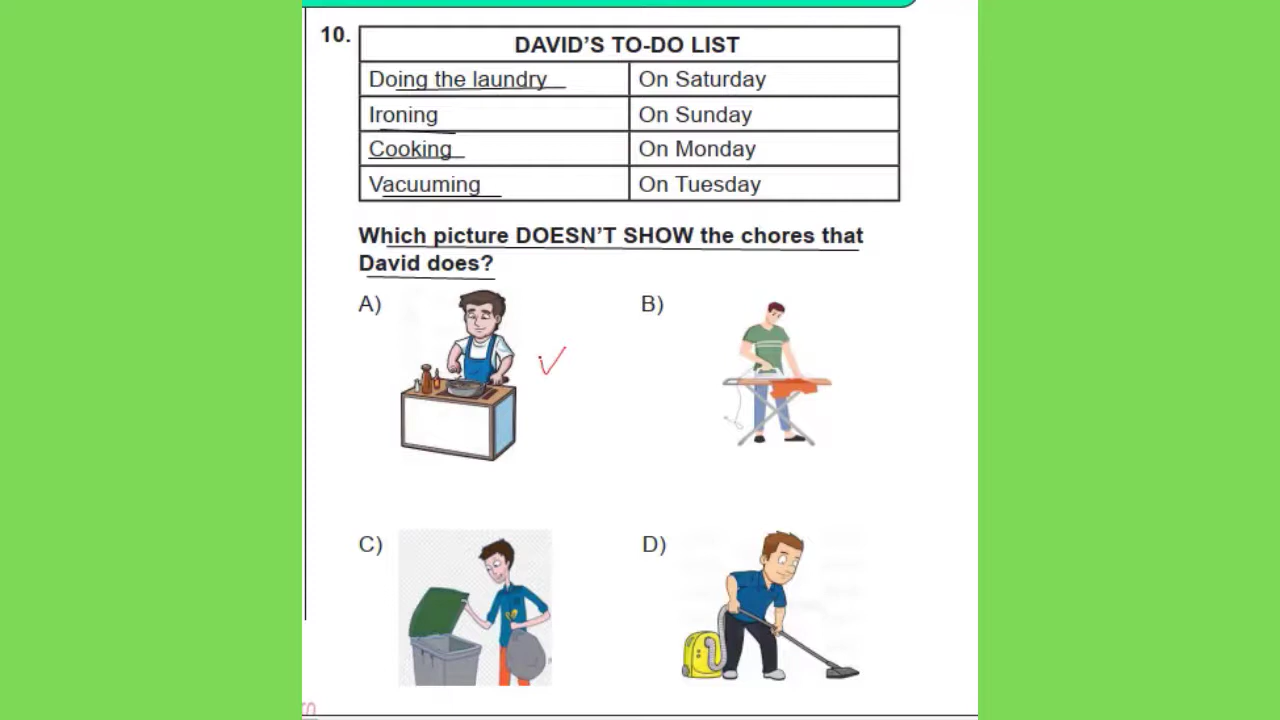 10.
DAVID'S TO-DO LIST
Doing the laundry On Saturday
Ironing On Sunday
Cooking On Monday
Vacuuming On Tuesday
Which picture DOESN'T SHOW the chores that
David does?
A) B)
C) D)